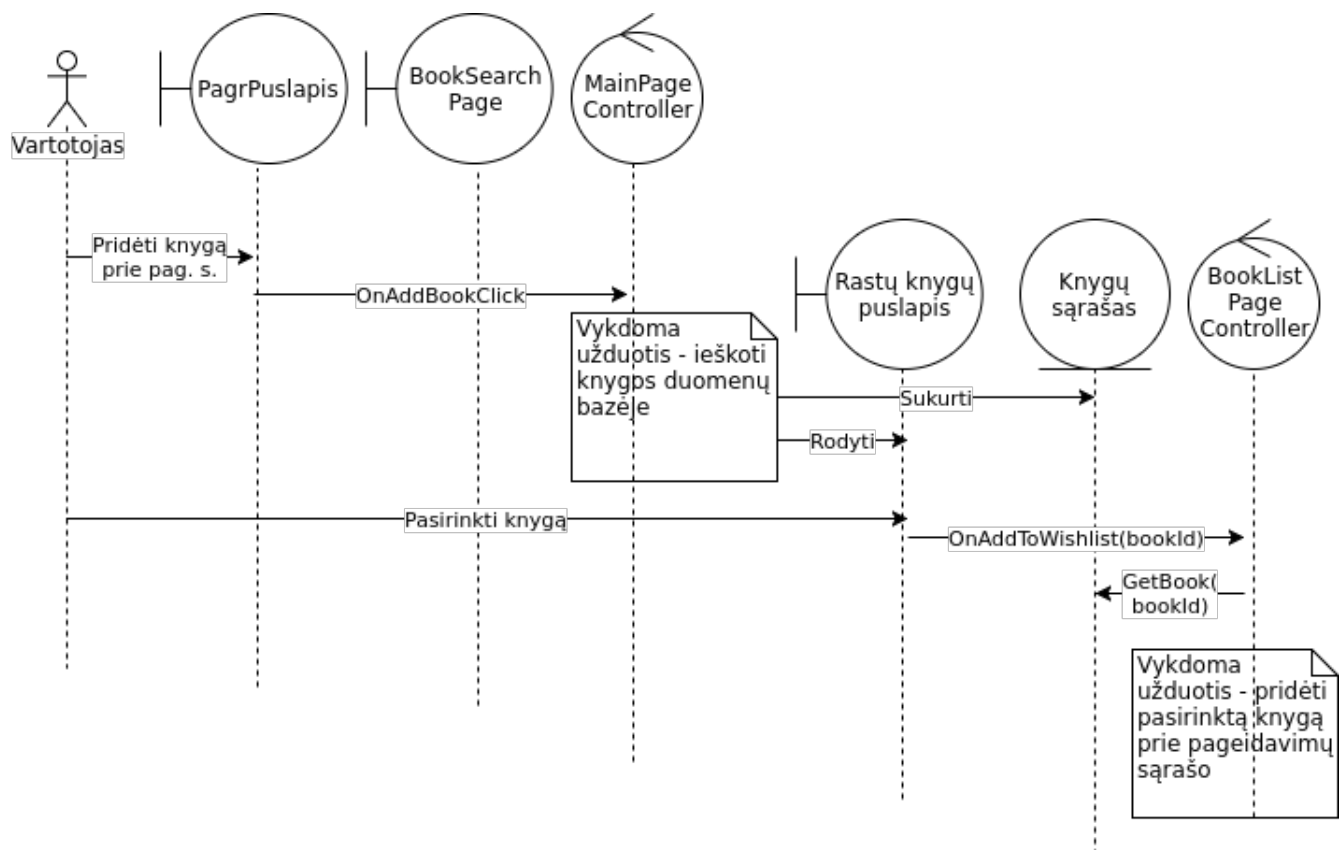 PagrPuslapis
BookSearch
Page
MainPage
Controller
Vartotojas
Pridėti knygą
prie pag. s.
OnAddBookClick
Rastų knygų
puslapis
Knygų
sąrašas
BookList
Page
Controller
Vykdoma
užduotis - ieškoti
knygos duomenų
bazėje
Sukurti
Rodyti
Pasirinkti knygą
OnAddToWishlist(bookId)
GetBook(
bookId)
Vykdoma
užduotis - pridėti
pasirinktą knygą
prie pageidavimų
sąrašo